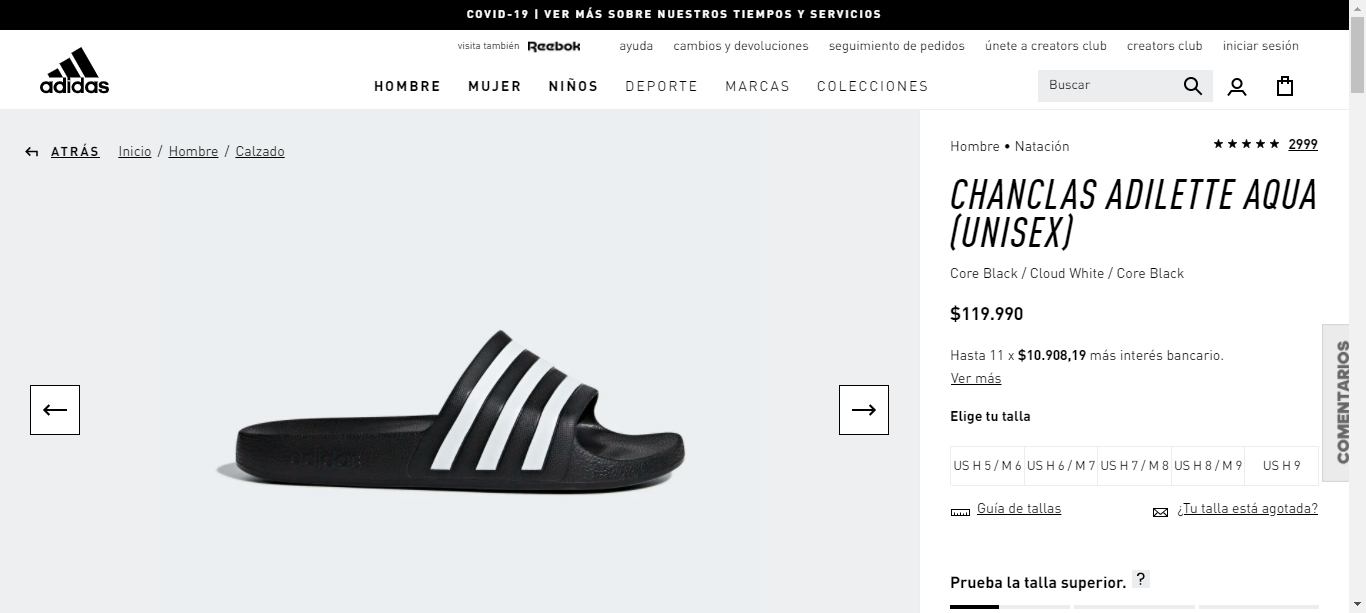 COVID-19 | VER MÁS SOBRE NUESTROS TIEMPOS Y SERVICIOS
visita también Reebok ayuda cambios y devoluciones seguimiento de pedidos únete a creators club creators club iniciar sesión
adidas
HOMBRE MUJER NIÑOS DEPORTE MARCAS COLECCIONES Buscar
ATRÁS Inicio / Hombre / Calzado
Hombre • Natación ★★★★★ 2999
CHANCLAS ADILETTE AQUA
(UNISEX)
Core Black / Cloud White / Core Black
$119.990
Hasta 11 x $10.908,19 más interés bancario.
Ver más
COMENTARIOS
Elige tu talla
US H 5 / M 6 US H 6 / M 7 US H 7 / M 8 US H 8 / M 9 US H 9
adidas
Guía de tallas ¿Tu talla está agotada?
Prueba la talla superior. ?